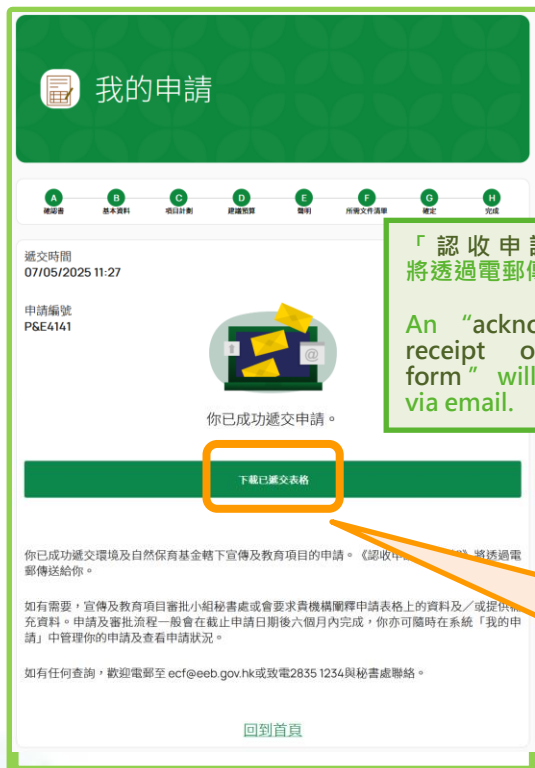 我的申請
A B C D E F G H
確認書 基本資料 項目計劃 建議預算 聲明 所需文件清單 確定 完成
遞交時間
07/05/2025 11:27
申請編號
P&E4141
「認收申
將透過電郵
An “ackno
receipt o
form” will
via email.
@
你已成功遞交申請。
下載已遞交表格
你已成功遞交環境及自然保育基金轄下宣傳及教育項目的申請。《認收申 將透過電
郵傳送給你。
如有需要，宣傳及教育項目審批小組秘書處或會要求貴機構闡釋申請表格上的資料及／或提供
充資料。申請及審批流程一般會在截止申請日期後六個月內完成，你亦可隨時在系統「我的申
請」中管理你的申請及查看申請狀況。
如有任何查詢，歡迎電郵至 ecf@eeb.gov.hk或致電2835 1234與秘書處聯絡。
回到首頁